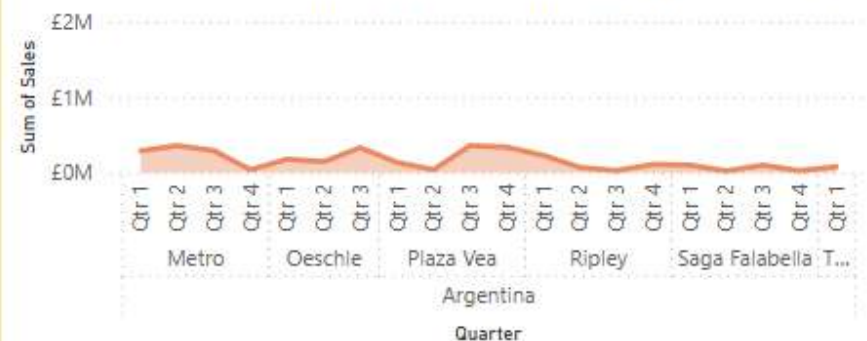 £2M
£1M
£0M
Sum of Sales
Qtr 1 Qtr 2 Qtr 3 Qtr 4 Qtr 1 Qtr 2 Qtr 3 Qtr 1 Qtr 2 Qtr 3 Qtr 4 Qtr 1 Qtr 2 Qtr 3 Qtr 4 Qtr 1 Qtr 2 Qtr 3 Qtr 4 Qtr 1
Metro Oeschle Plaza Vea Ripley Saga Falabella T...
Argentina
Quarter